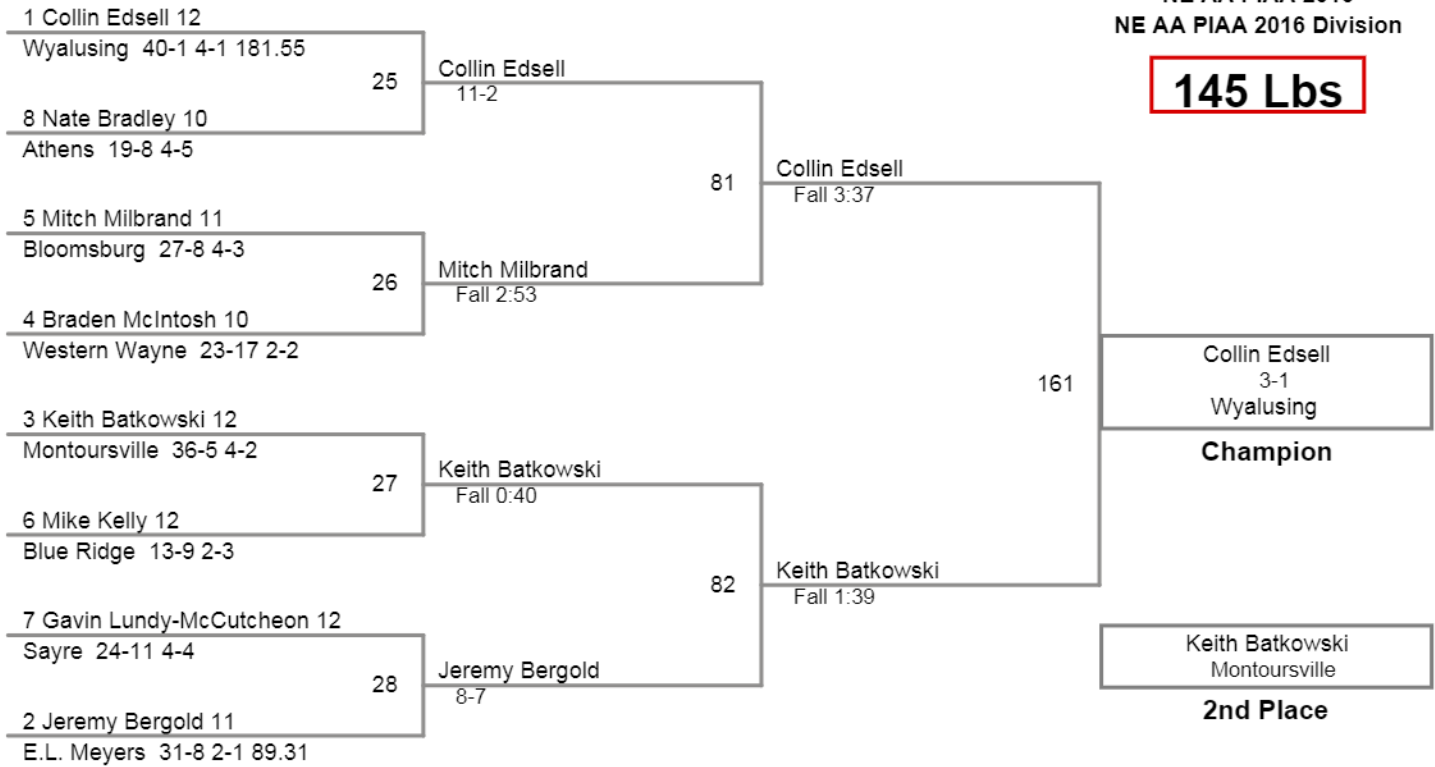 NE AA PIAA 2016
NE AA PIAA 2016 Division
145 Lbs
1 Collin Edsell 12
Wyalusing 40-1 4-1 181.55
25
8 Nate Bradley 10
Athens 19-8 4-5
Collin Edsell
11-2
5 Mitch Milbrand 11
Bloomsburg 27-8 4-3
26
4 Braden McIntosh 10
Western Wayne 23-17 2-2
Mitch Milbrand
Fall 2:53
81
Collin Edsell
Fall 3:37
3 Keith Batkowski 12
Montoursville 36-5 4-2
27
6 Mike Kelly 12
Blue Ridge 13-9 2-3
Keith Batkowski
Fall 0:40
7 Gavin Lundy-McCutcheon 12
Sayre 24-11 4-4
28
2 Jeremy Bergold 11
E.L. Meyers 31-8 2-1 89.31
Jeremy Bergold
8-7
82
Keith Batkowski
Fall 1:39
161
Collin Edsell
3-1
Wyalusing
Champion
Keith Batkowski
Montoursville
2nd Place